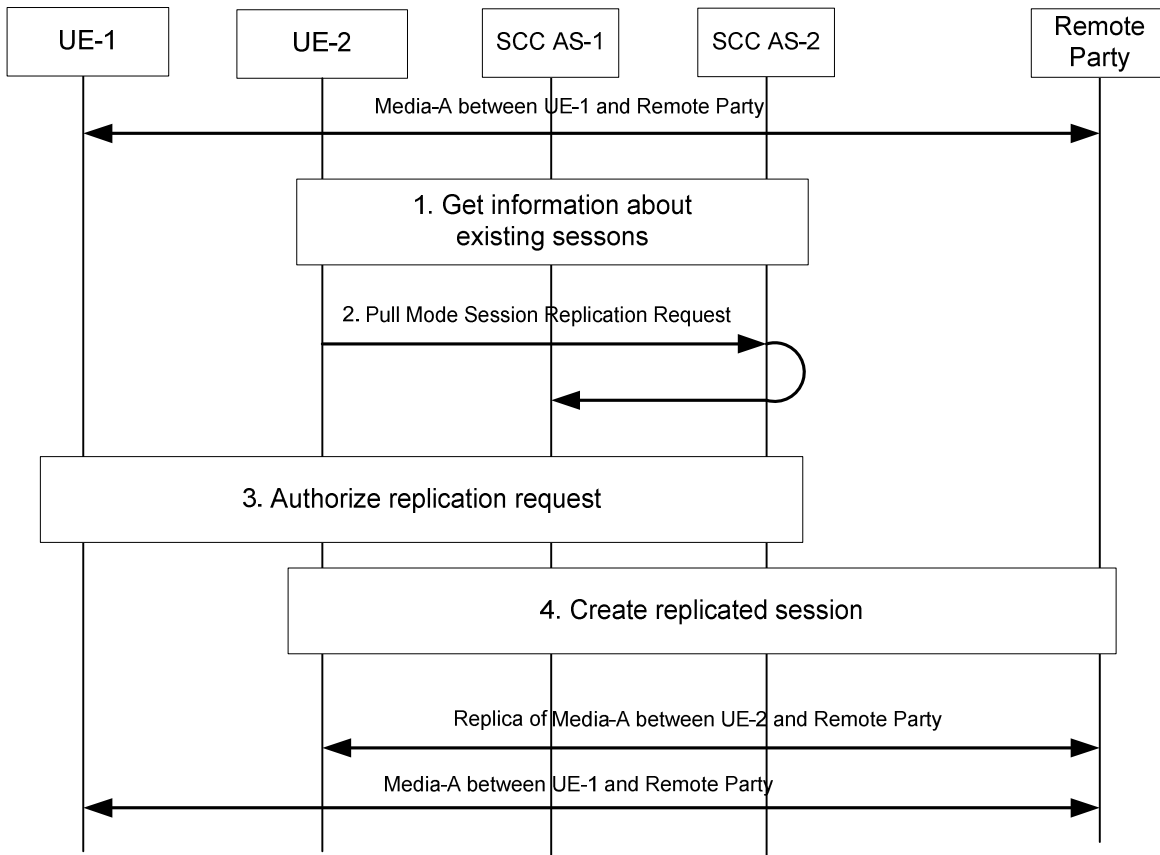 UE-1
UE-2
SCC AS-1
SCC AS-2
Remote
Party
Media-A between UE-1 and Remote Party
1. Get information about
existing sessons
2. Pull Mode Session Replication Request
3. Authorize replication request
4. Create replicated session
Replica of Media-A between UE-2 and Remote Party
Media-A between UE-1 and Remote Party